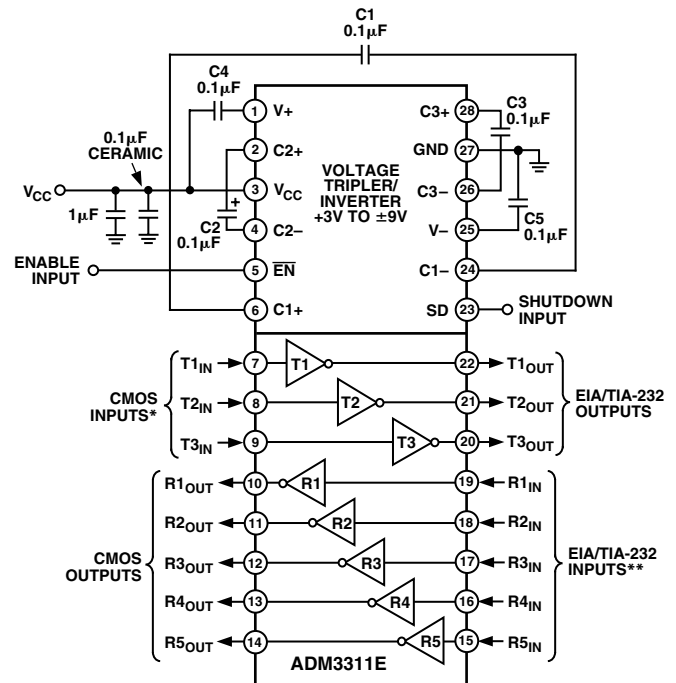 C1
0.1μF
C4
0.1μF
0.1μF
CERAMIC
VCC
1μF
C2
0.1μF
+
ENABLE
INPUT
1 V+
2 C2+
3 VCC
4 C2–
5 EN
6 C1+
VOLTAGE
TRIPLER/
INVERTER
+3V TO ±9V
C3+ 28
GND 27
C3– 26
V– 25
C1– 24
SD 23
C3
0.1μF
C5
0.1μF
SHUTDOWN
INPUT
CMOS
INPUTS*
T1IN 7 T1 22 T1OUT
T2IN 8 T2 21 T2OUT
T3IN 9 T3 20 T3OUT
EIA/TIA-232
OUTPUTS
CMOS
OUTPUTS
R1OUT 10 R1 19 R1IN
R2OUT 11 R2 18 R2IN
R3OUT 12 R3 17 R3IN
R4OUT 13 R4 16 R4IN
R5OUT 14 R5 15 R5IN
EIA/TIA-232
INPUTS**
ADM3311E